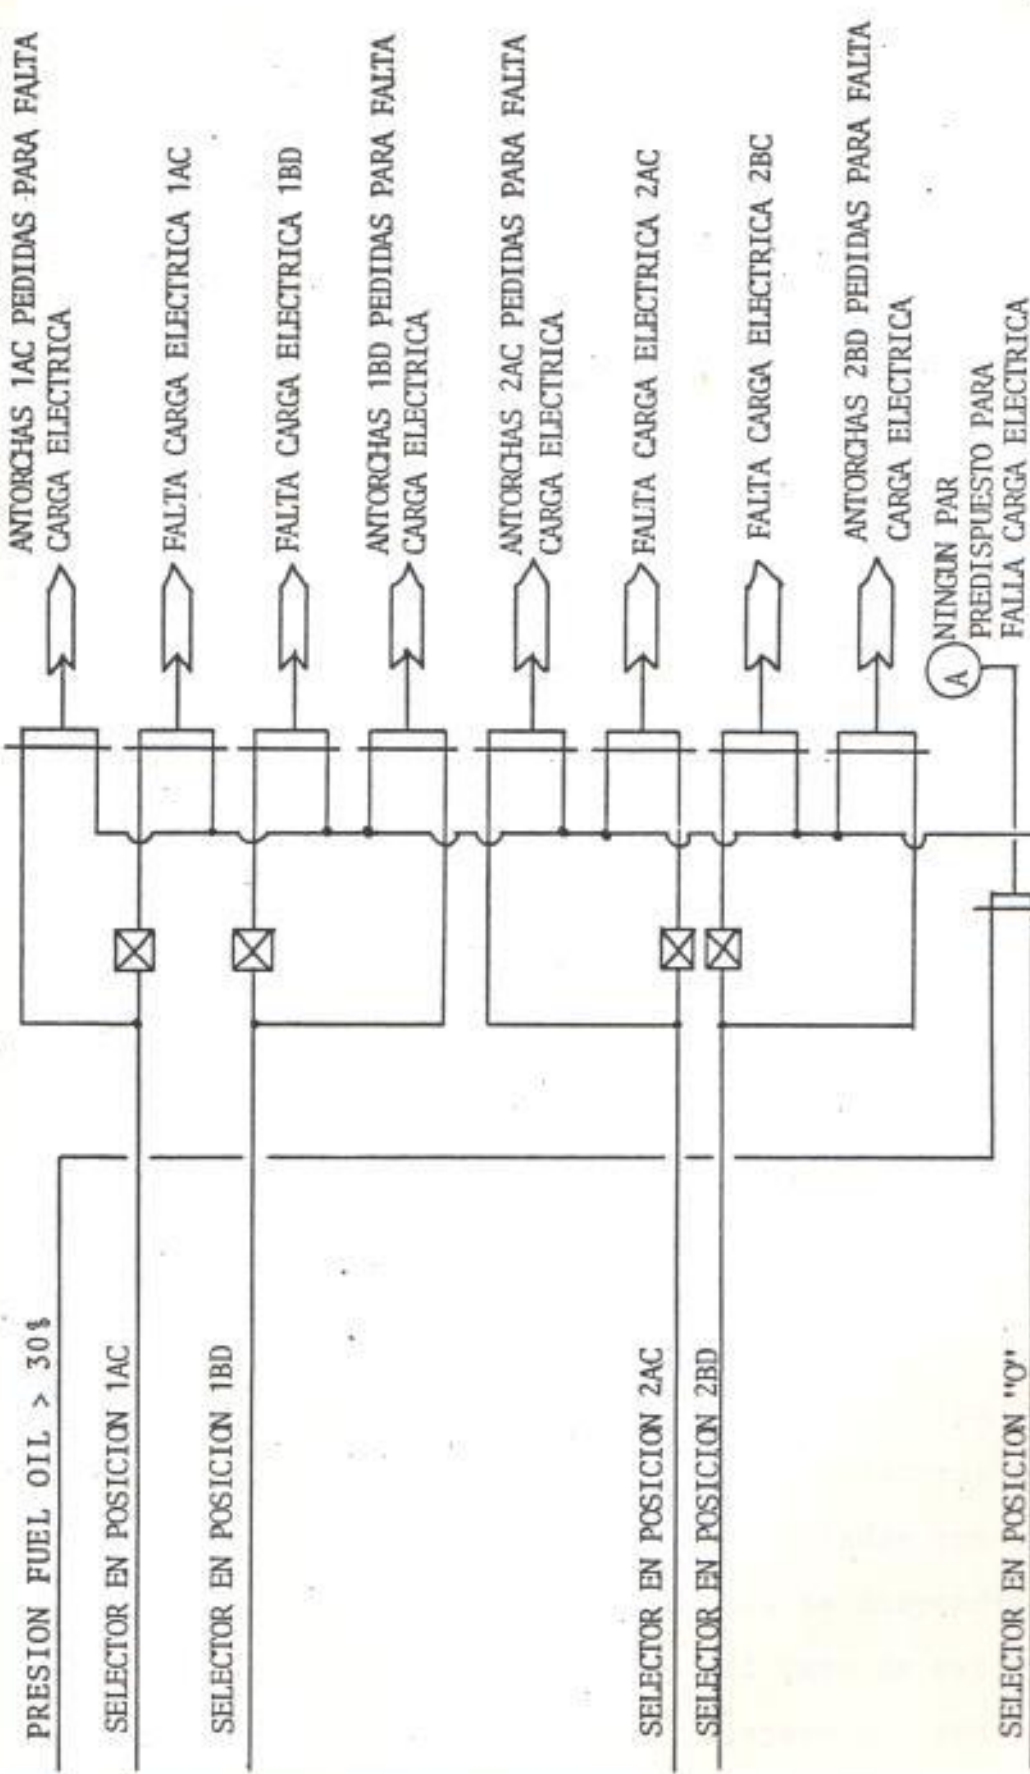 ANTORCHAS 1AC PEDIDAS PARA FALTA
CARGA ELECTRICA
FALTA CARGA ELECTRICA 1AC
FALTA CARGA ELECTRICA 1BD
ANTORCHAS 1BD PEDIDAS PARA FALTA
CARGA ELECTRICA
ANTORCHAS 2AC PEDIDAS PARA FALTA
CARGA ELECTRICA
FALTA CARGA ELECTRICA 2AC
FALTA CARGA ELECTRICA 2BC
ANTORCHAS 2BD PEDIDAS PARA FALTA
CARGA ELECTRICA
A
NINGUN PAR
PREDISPUESTO PARA
FALLA CARGA ELECTRICA
PRESION FUEL OIL > 30%
SELECTOR EN POSICION 1AC
SELECTOR EN POSICION 1BD
SELECTOR EN POSICION 2AC
SELECTOR EN POSICION 2BD
SELECTOR EN POSICION "O"